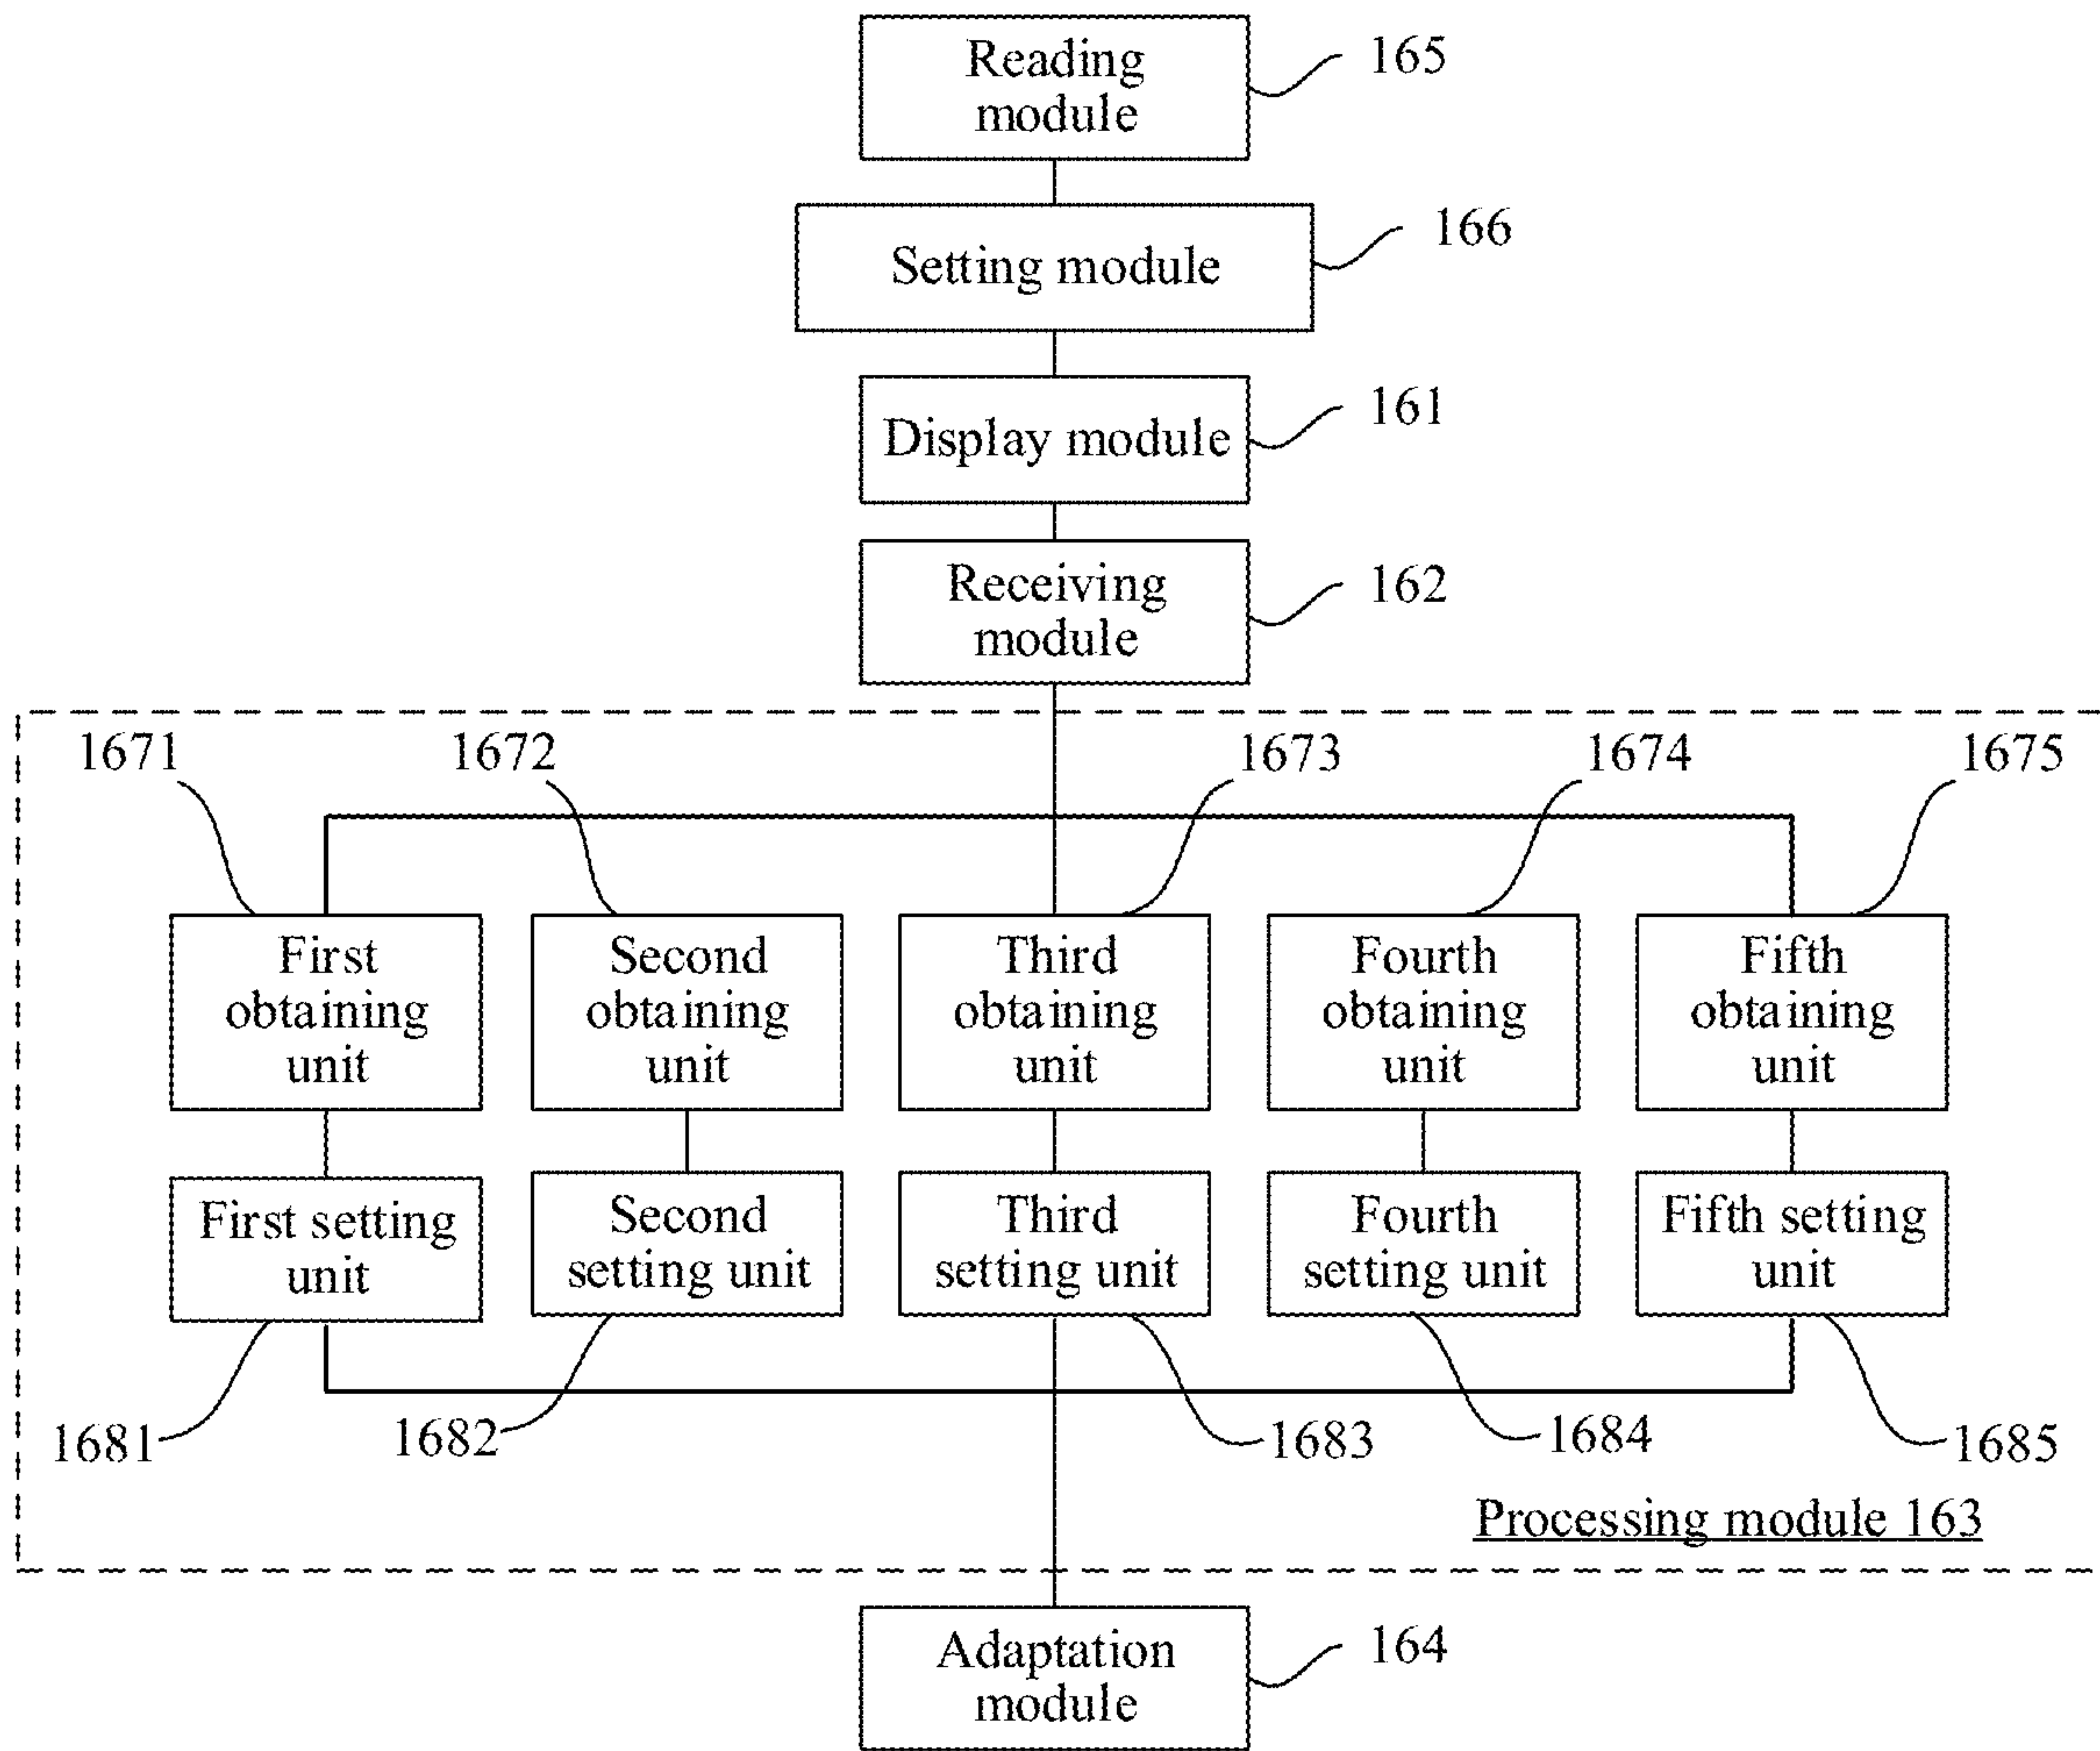 Reading
module
165
Setting module
166
Display module
161
Receiving
module
162
1671
1672
1673
1674
1675
First
obtaining
unit
Second
obtaining
unit
Third
obtaining
unit
Fourth
obtaining
unit
Fifth
obtaining
unit
First setting
unit
Second
setting unit
Third
setting unit
Fourth
setting unit
Fifth setting
unit
1681
1682
1683
1684
1685
Processing module 163
Adaptation
module
164